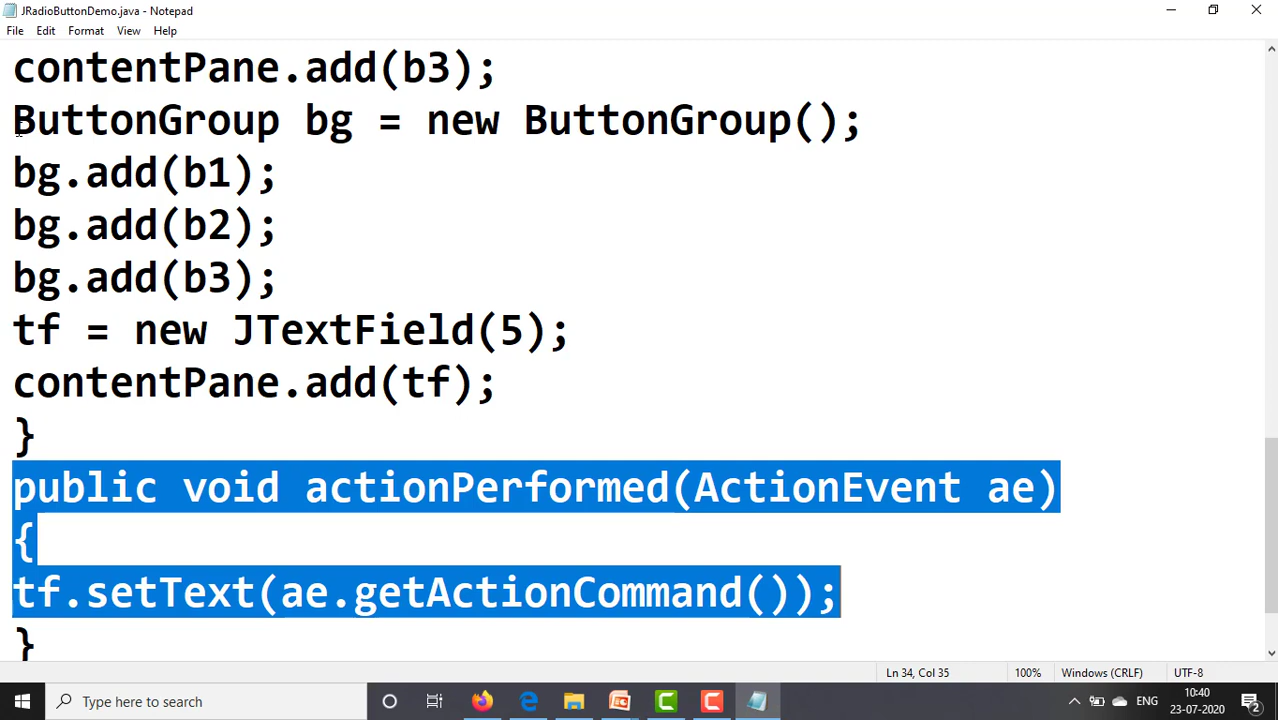 JRadioButtonDemo.java - Notepad
File Edit Format View Help
contentPane.add(b3);
ButtonGroup bg = new ButtonGroup();
bg.add(b1);
bg.add(b2);
bg.add(b3);
tf = new JTextField(5);
contentPane.add(tf);
}
public void actionPerformed(ActionEvent ae)
{
tf.setText(ae.getActionCommand());
}
Ln 34, Col 35 100% Windows (CRLF) UTF-8
Type here to search ENG 10:40
23-07-2020 2